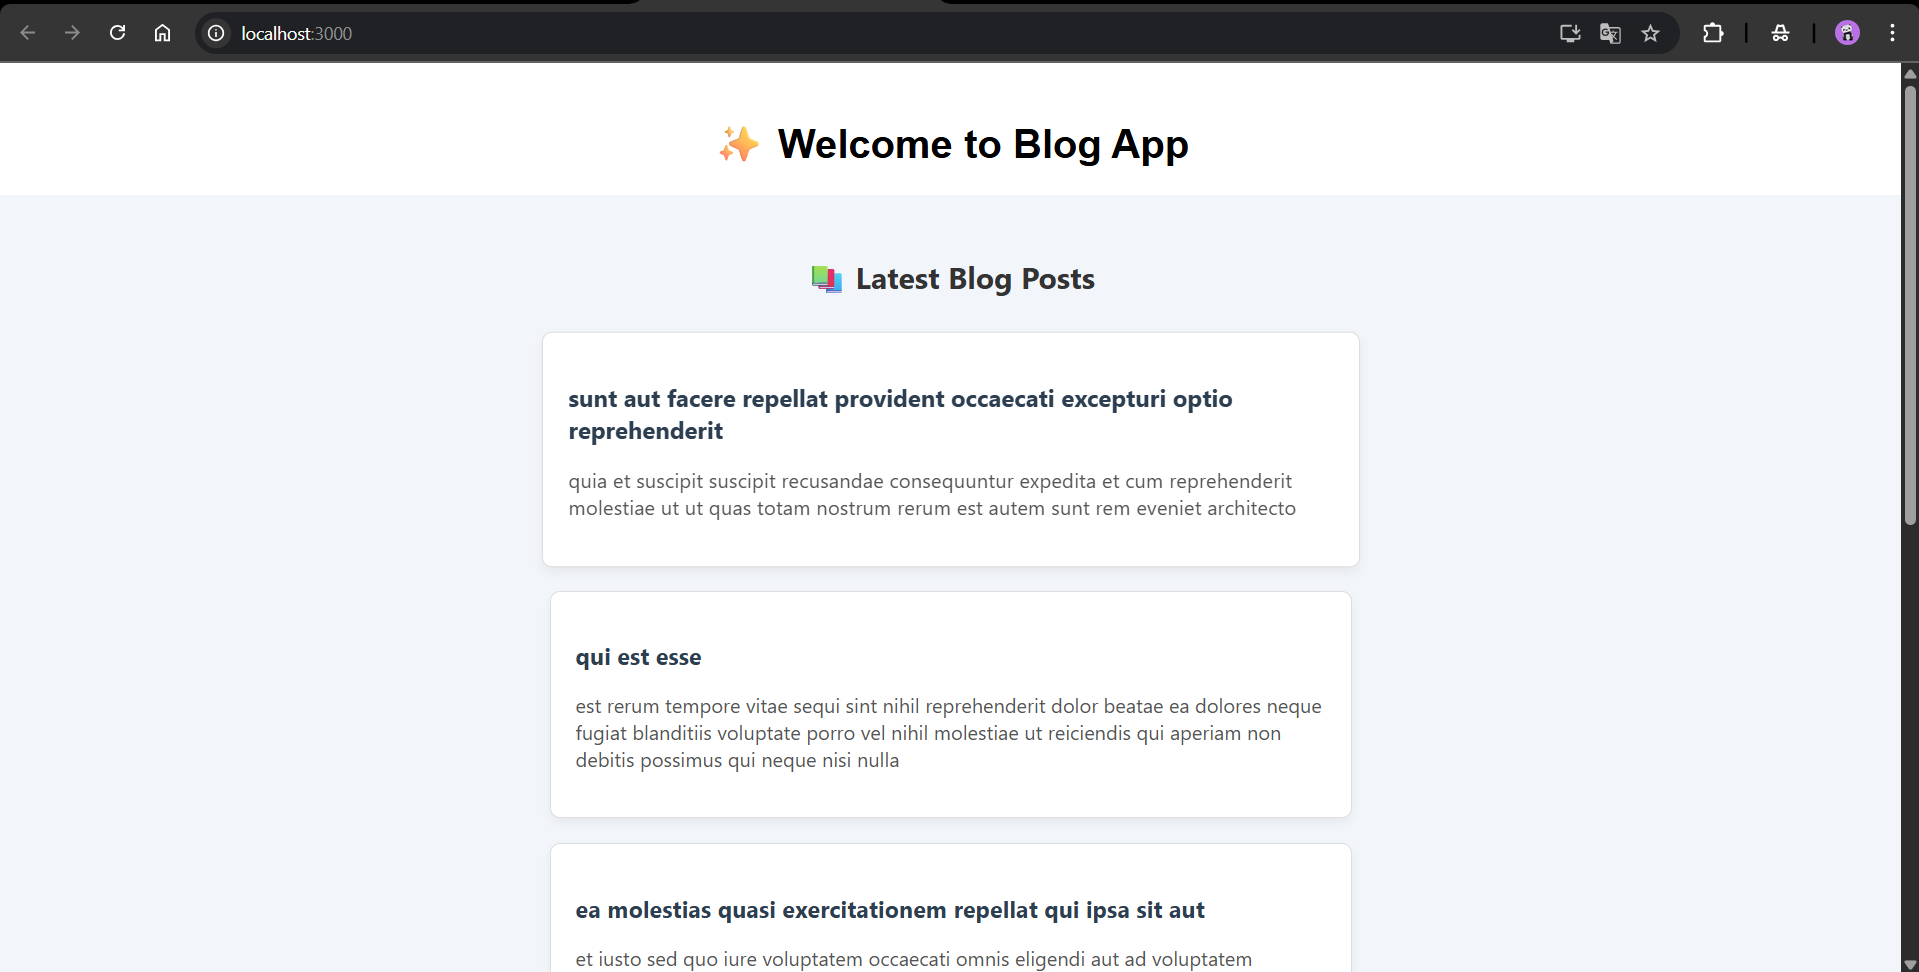 localhost:3000
✨ Welcome to Blog App
📚 Latest Blog Posts
sunt aut facere repellat provident occaecati excepturi optio
reprehenderit
quia et suscipit suscipit recusandae consequuntur expedita et cum reprehenderit
molestiae ut ut quas totam nostrum rerum est autem sunt rem eveniet architecto
qui est esse
est rerum tempore vitae sequi sint nihil reprehenderit dolor beatae ea dolores neque
fugiat blanditiis voluptate porro vel nihil molestiae ut reiciendis qui aperiam non
debitis possimus qui neque nisi nulla
ea molestias quasi exercitationem repellat qui ipsa sit aut
et iusto sed quo iure voluptatem occaecati omnis eligendi aut ad voluptatem